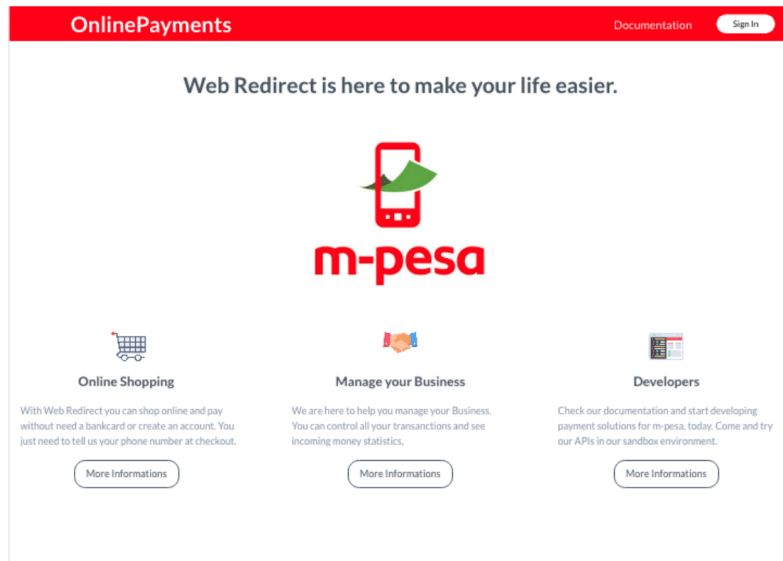 OnlinePayments
Documentation
Sign In
Web Redirect is here to make your life easier.
m-pesa
Online Shopping
With Web Redirect you can shop online and pay
without need a bankcard or create an account. You
just need to tell us your phone number at checkout.
More Informations
Manage your Business
We are here to help you manage your Business.
You can control all your transanctions and see
incoming money statistics,
More Informations
Developers
Check our documentation and start developing
payment solutions for m-pesa, today. Come and try
our APIs in our sandbox environment.
More Informations